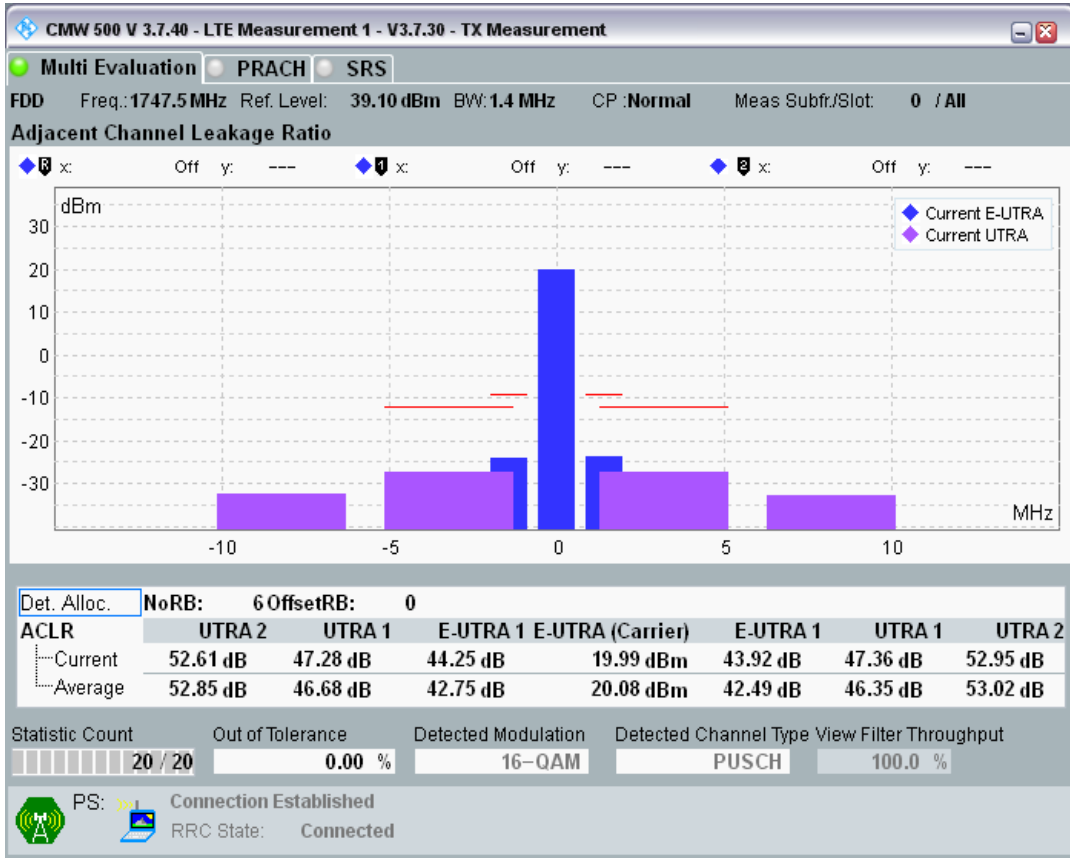 CMW 500 V 3.7.40 - LTE Measurement 1 - V3.7.30 - TX Measurement
Multi Evaluation PRACH SRS
FDD Freq.: 1747.5 MHz Ref. Level: 39.10 dBm BW: 1.4 MHz CP : Normal Meas Subfr./Slot: 0 / All
Adjacent Channel Leakage Ratio
R x: Off y: --- 1 x: Off y: --- 2 x: Off y: ---
dBm
Current E-UTRA
Current UTRA
30
20
10
0
-10
-20
-30
MHz
-10 -5 0 5 10
Det. Alloc. NoRB: 6 OffsetRB: 0
ACLR UTRA 2 UTRA 1 E-UTRA 1 E-UTRA (Carrier) E-UTRA 1 UTRA 1 UTRA 2
Current 52.61 dB 47.28 dB 44.25 dB 19.99 dBm 43.92 dB 47.36 dB 52.95 dB
Average 52.85 dB 46.68 dB 42.75 dB 20.08 dBm 42.49 dB 46.35 dB 53.02 dB
Statistic Count Out of Tolerance Detected Modulation Detected Channel Type View Filter Throughput
20 / 20 0.00 % 16-QAM PUSCH 100.0 %
PS: Connection Established
RRC State: Connected